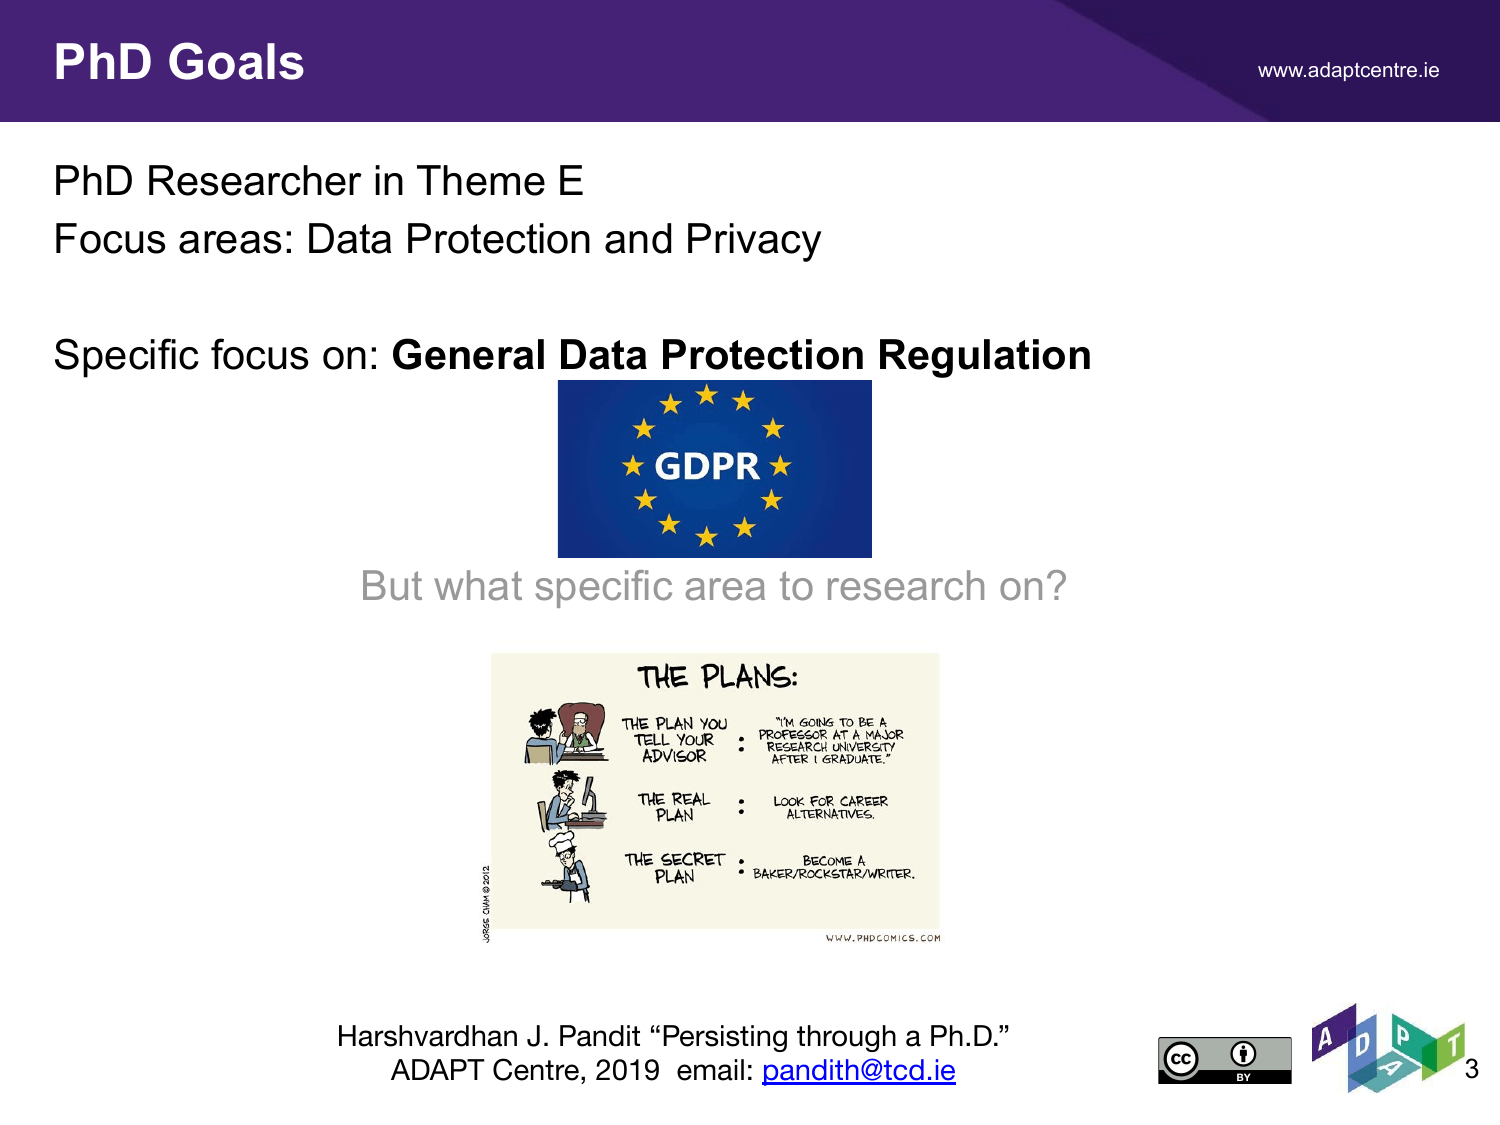 PhD Goals
www.adaptcentre.ie
PhD Researcher in Theme E
Focus areas: Data Protection and Privacy
Specific focus on: General Data Protection Regulation
GDPR
But what specific area to research on?
THE PLANS:
THE PLAN YOU
TELL YOUR
ADVISOR
:
"I'M GOING TO BE A
PROFESSOR AT A MAJOR
RESEARCH UNIVERSITY
AFTER I GRADUATE."
THE REAL
PLAN
:
LOOK FOR CAREER
ALTERNATIVES.
THE SECRET
PLAN
:
BECOME A
BAKER/ROCKSTAR/WRITER.
JORGE CHAM © 2012
WWW.PHDCOMICS.COM
Harshvardhan J. Pandit “Persisting through a Ph.D.”
ADAPT Centre, 2019 email: pandith@tcd.ie
cc
BY
ADAPT
3